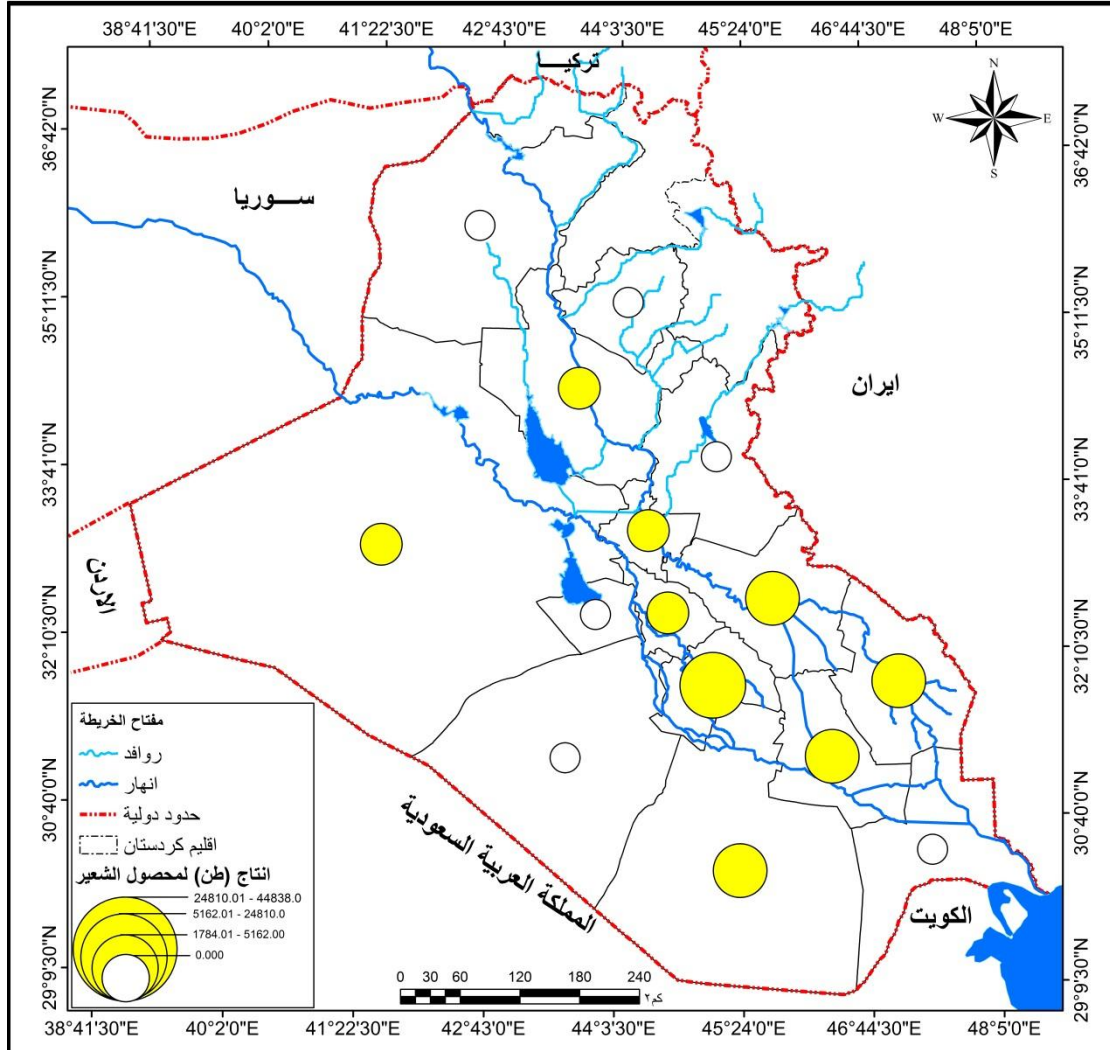 38°41'30"E 40°2'0"E 41°22'30"E 42°43'0"E 44°3'30"E 45°24'0"E 46°44'30"E 48°5'0"E
تركيـــا
N
W E
S
36°42'0"N 36°42'0"N
ســـوريا
35°11'30"N 35°11'30"N
ايران
33°41'0"N 33°41'0"N
الاردن
32°10'30"N 32°10'30"N
30°40'0"N 30°40'0"N
المملكة العربية السعودية
الكويت
29°9'30"N 29°9'30"N
مفتاح الخريطة
روافد
انهار
حدود دولية
اقليم كردستان
انتاج (طن) لمحصول الشعير
24810.01 - 44838.0
5162.01 - 24810.0
1784.01 - 5162.00
0.000
0 30 60 120 180 240
كم٢
38°41'30"E 40°2'0"E 41°22'30"E 42°43'0"E 44°3'30"E 45°24'0"E 46°44'30"E 48°5'0"E